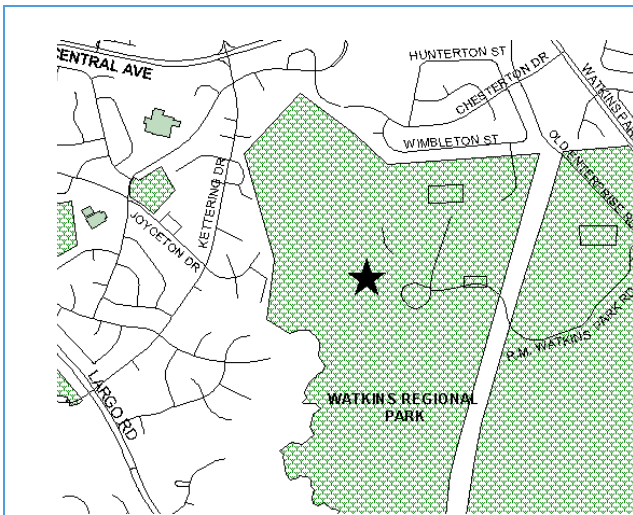 CENTRAL AVE
HUNTERTON ST
CHESTERTON DR.
WATKINS PAR
WIMBLETON ST
OLD ENTERPRISE R
KETTERING DR
JOYCETON DR
R.M. WATKINS PARK RD
LARGO RD
WATKINS REGIONAL
PARK